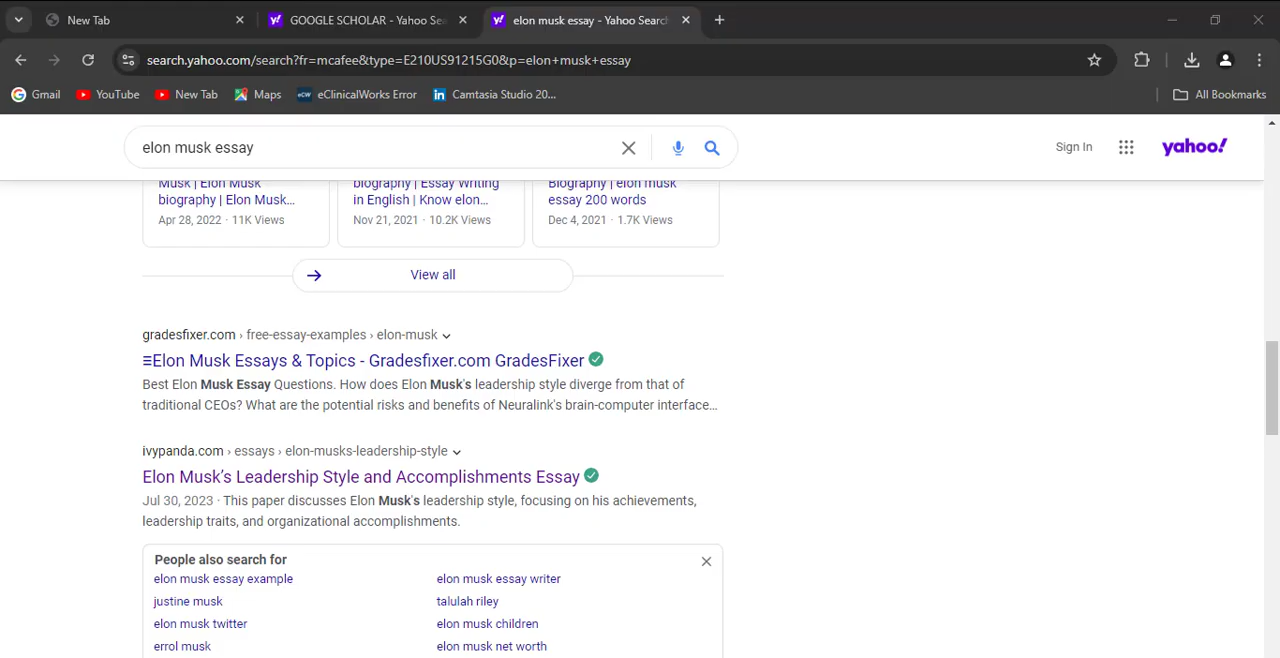 New Tab
GOOGLE SCHOLAR - Yahoo Sea
elon musk essay - Yahoo Search
search.yahoo.com/search?fr=mcafee&type=E210US91215G0&p=elon+musk+essay
Gmail
YouTube
New Tab
Maps
eCW
eClinicalWorks Error
Camtasia Studio 20...
All Bookmarks
elon musk essay
Sign In
yahoo!
Musk | Elon Musk
biography | Elon Musk...
Apr 28, 2022 · 11K Views
biography | Essay Writing
in English | Know elon...
Nov 21, 2021 · 10.2K Views
Biography | elon musk
essay 200 words
Dec 4, 2021 · 1.7K Views
View all
gradesfixer.com › free-essay-examples › elon-musk
≡Elon Musk Essays & Topics - Gradesfixer.com GradesFixer
Best Elon Musk Essay Questions. How does Elon Musk's leadership style diverge from that of
traditional CEOs? What are the potential risks and benefits of Neuralink's brain-computer interface...
ivypanda.com › essays › elon-musks-leadership-style
Elon Musk’s Leadership Style and Accomplishments Essay
Jul 30, 2023 · This paper discusses Elon Musk's leadership style, focusing on his achievements,
leadership traits, and organizational accomplishments.
People also search for
elon musk essay example
elon musk essay writer
justine musk
talulah riley
elon musk twitter
elon musk children
errol musk
elon musk net worth